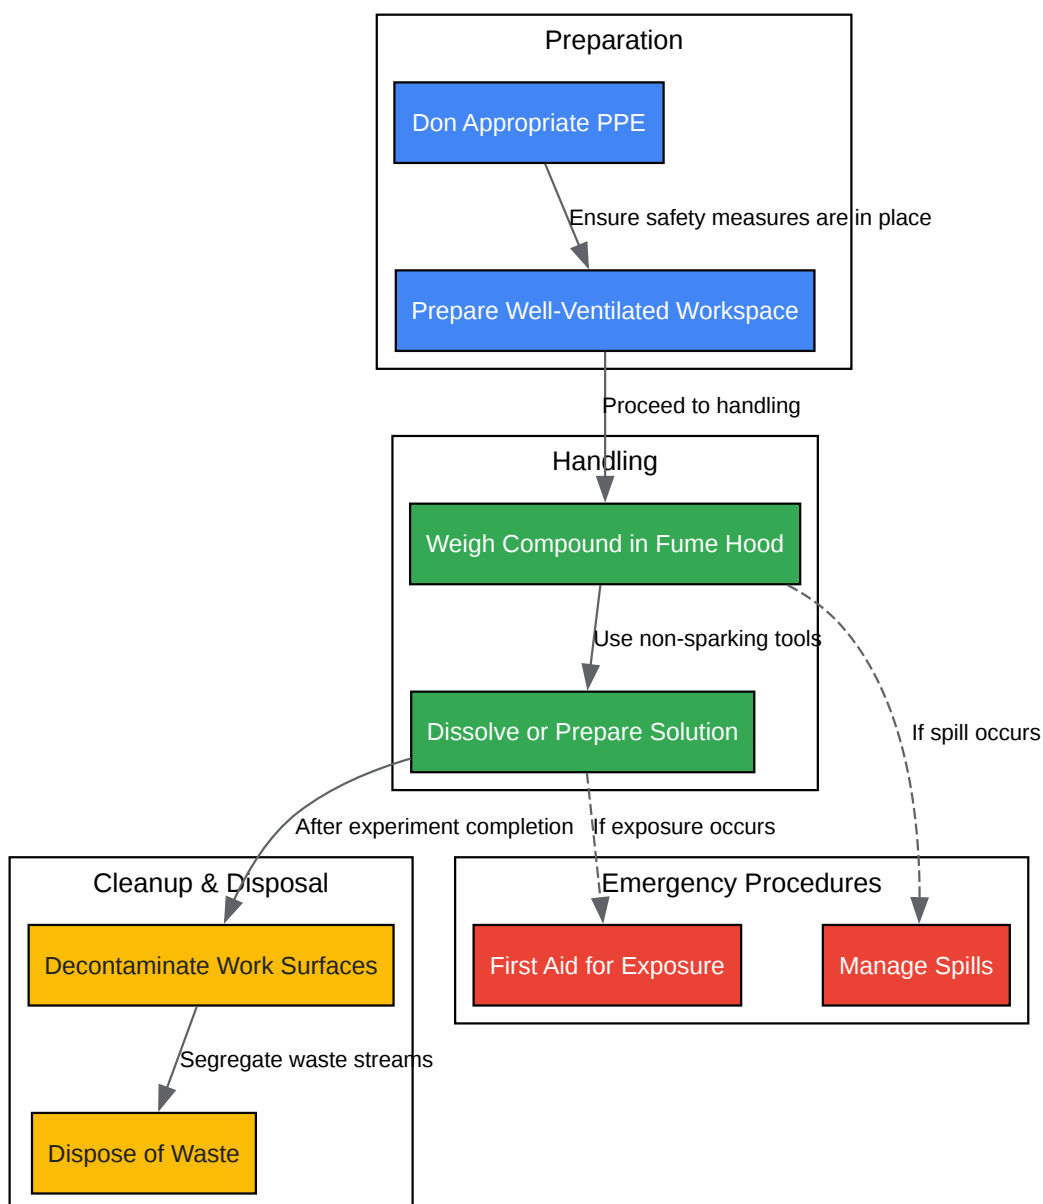 Preparation
Don Appropriate PPE
Ensure safety measures are in place
Prepare Well-Ventilated Workspace
Proceed to handling
Handling
Weigh Compound in Fume Hood
Use non-sparking tools
Dissolve or Prepare Solution
If spill occurs
After experiment completion
If exposure occurs
Cleanup & Disposal
Decontaminate Work Surfaces
Segregate waste streams
Dispose of Waste
Emergency Procedures
First Aid for Exposure
Manage Spills